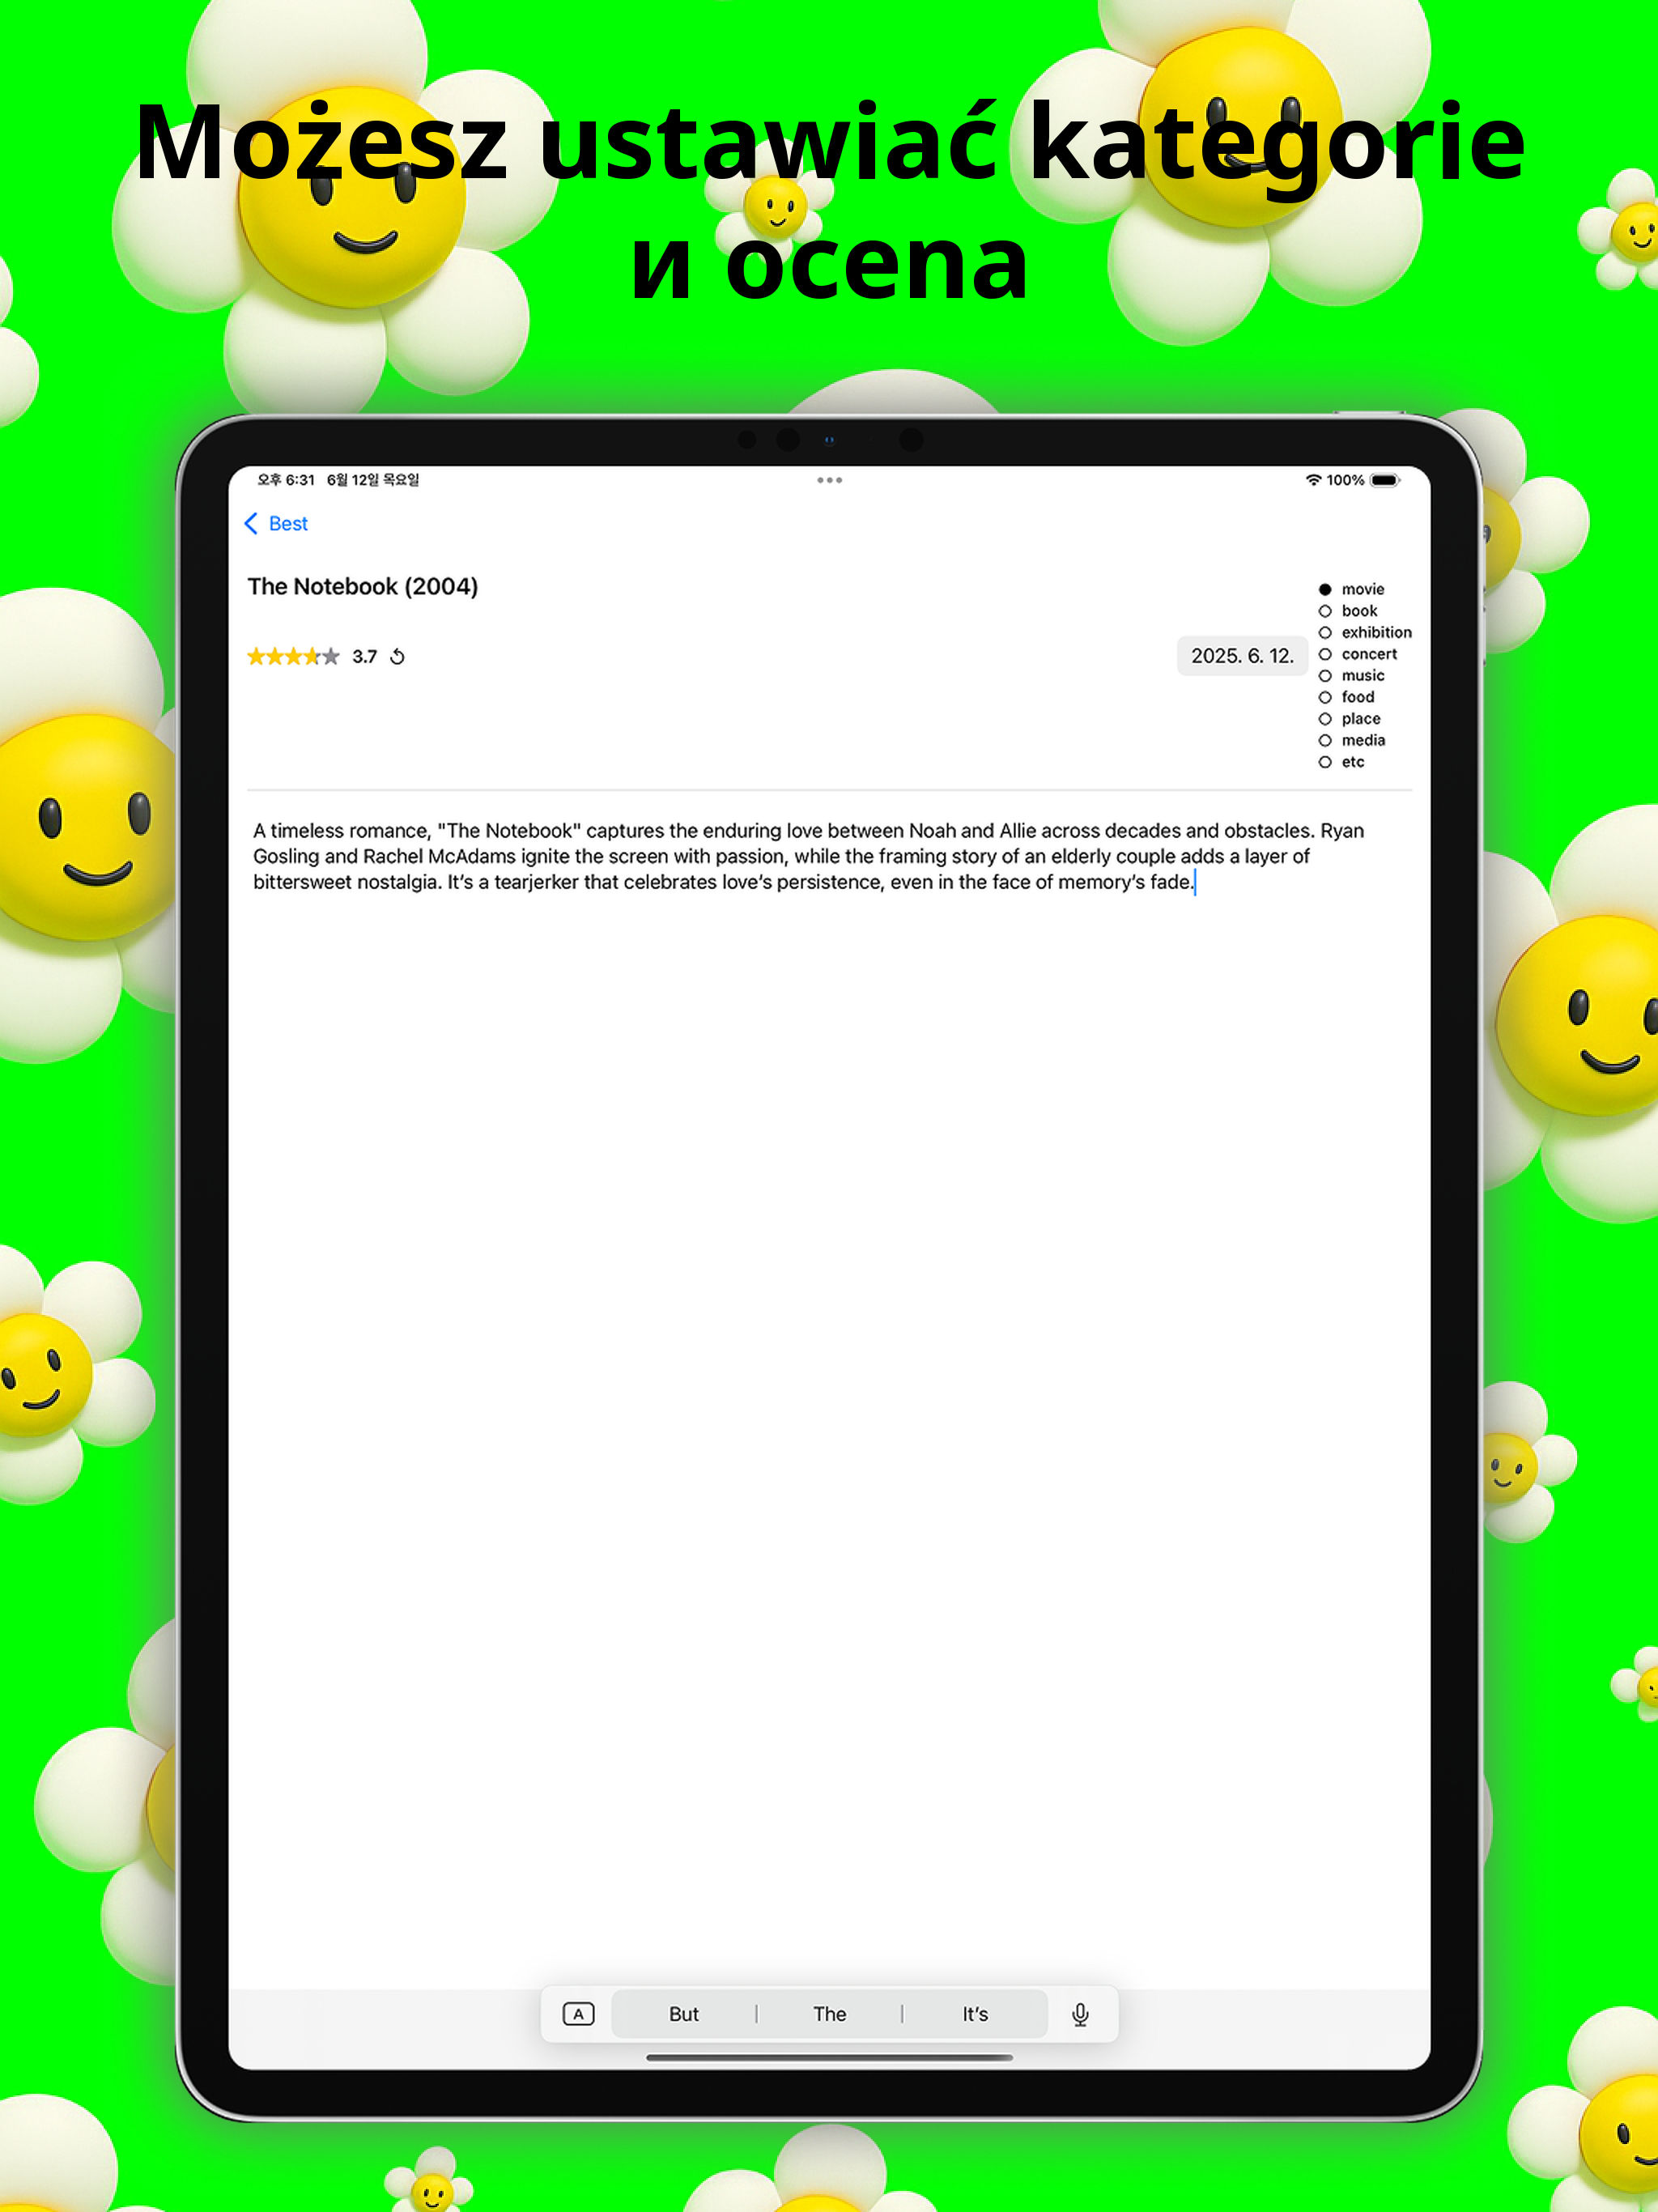 Możesz ustawiać kategorie
и ocena
오후 6:31 6월 12일 목요일
100%
Best
The Notebook (2004)
3.7
2025. 6. 12.
movie
book
exhibition
concert
music
food
place
media
etc
A timeless romance, "The Notebook" captures the enduring love between Noah and Allie across decades and obstacles. Ryan
Gosling and Rachel McAdams ignite the screen with passion, while the framing story of an elderly couple adds a layer of
bittersweet nostalgia. It’s a tearjerker that celebrates love’s persistence, even in the face of memory’s fade.
A
But | The | It’s